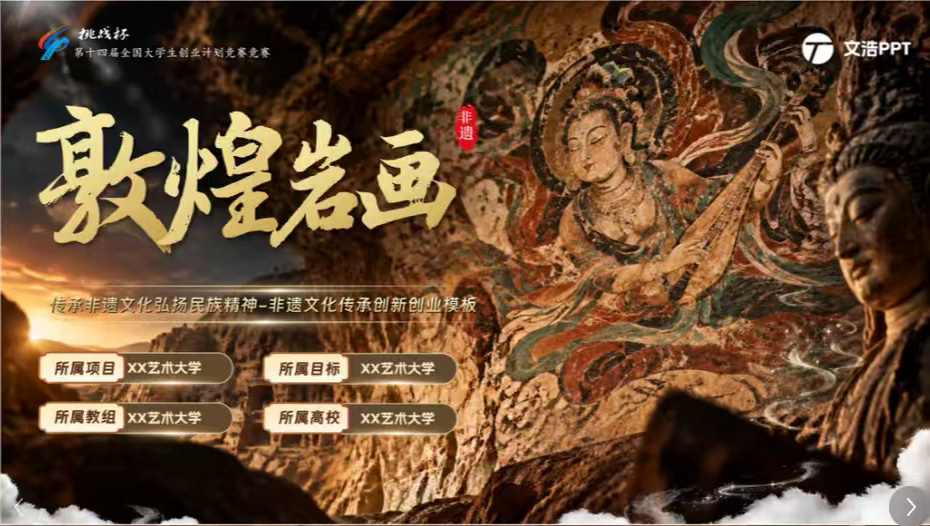 挑战杯
第十四届全国大学生创业计划竞赛竞赛
文浩PPT
敦煌岩画
非遗
传承非遗文化弘扬民族精神-非遗文化传承创新创业模板
所属项目 XX艺术大学
所属目标 XX艺术大学
所属教组 XX艺术大学
所属高校 XX艺术大学